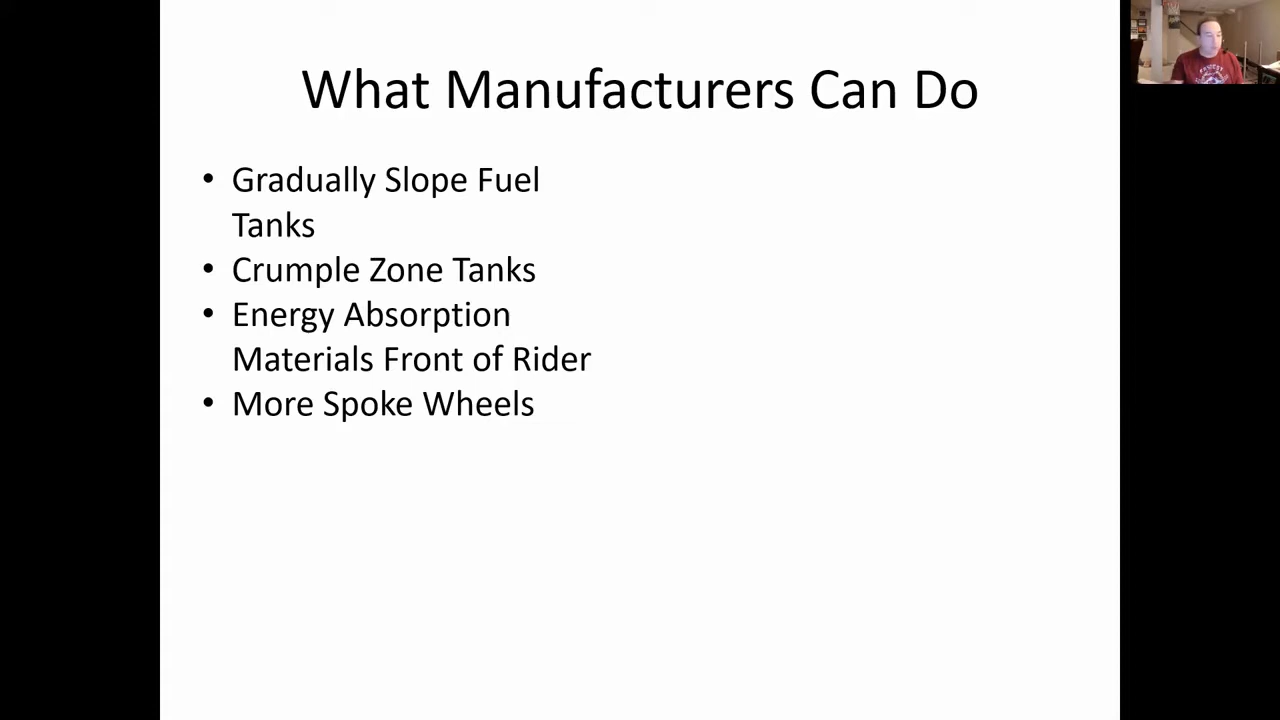 What Manufacturers Can Do
• Gradually Slope Fuel
Tanks
• Crumple Zone Tanks
• Energy Absorption
Materials Front of Rider
• More Spoke Wheels